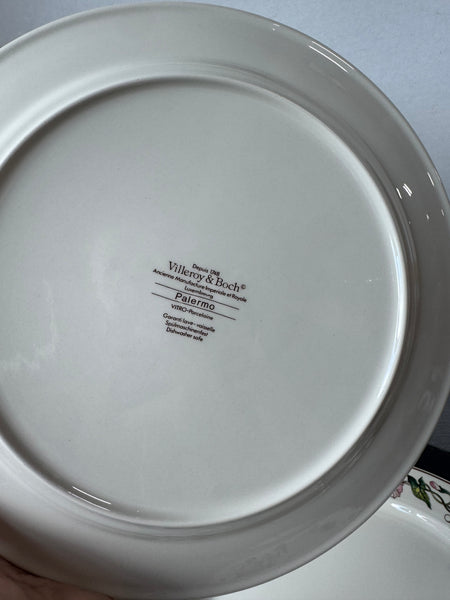 Depuis 1748
Villeroy & Boch©
Ancienne Manufacture Impériale et Royale
Luxembourg
Palermo
VITRO-Porcelaine
Garanti lave-vaisselle
Spülmaschinenfest
Dishwasher safe